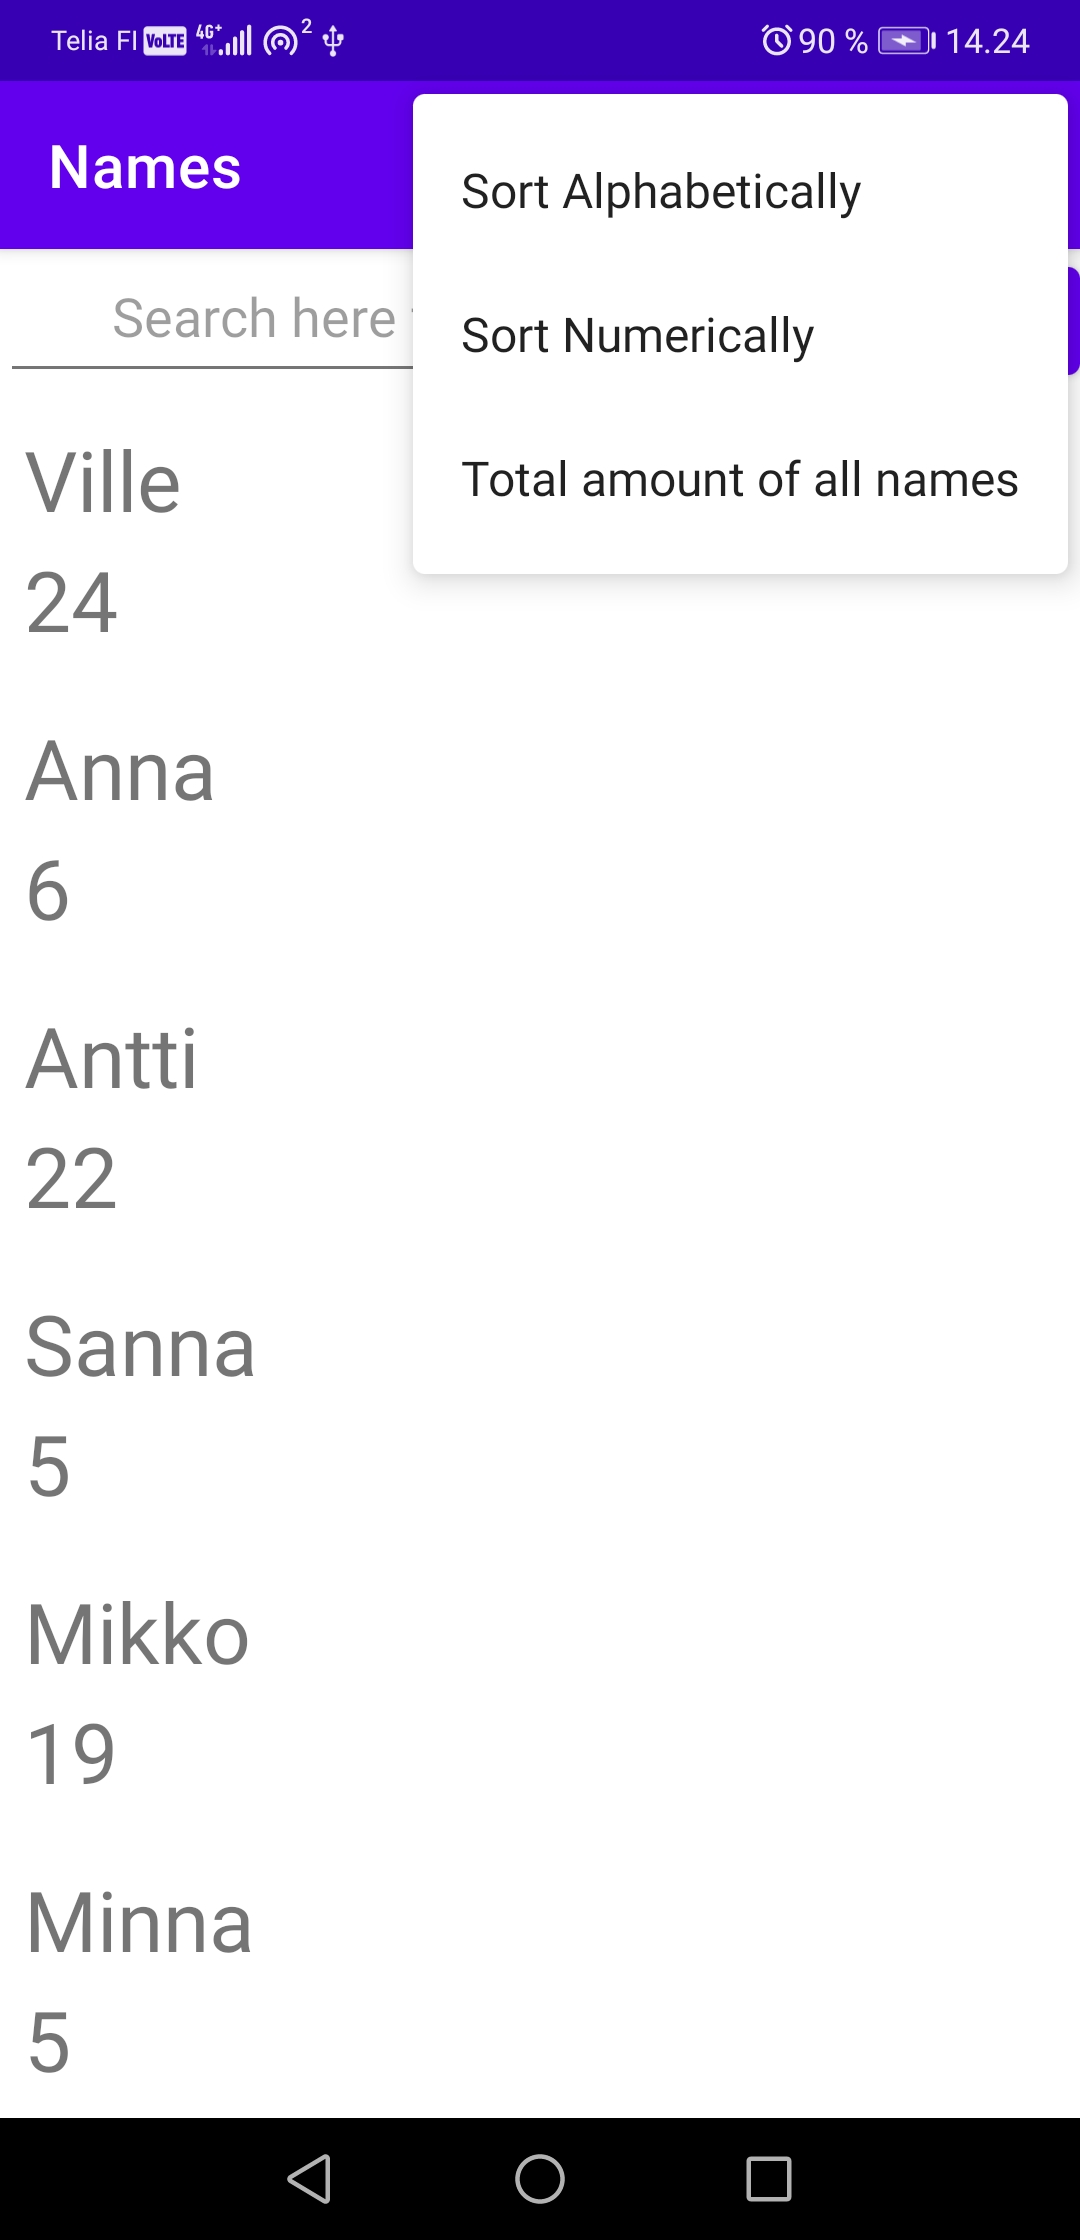 Telia FI VoLTE 4G+ 2 90 % 14.24
Names
Sort Alphabetically
Search here
Sort Numerically
Total amount of all names
Ville
24
Anna
6
Antti
22
Sanna
5
Mikko
19
Minna
5